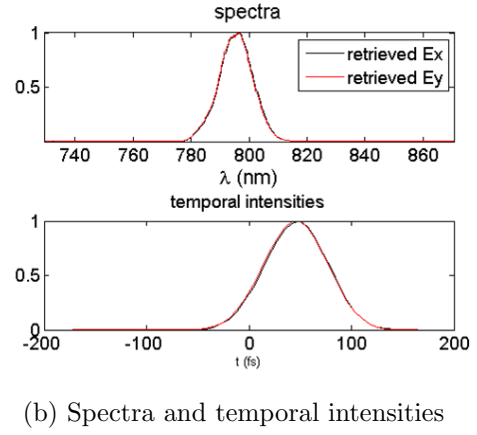 spectra
1
0.5
retrieved Ex
retrieved Ey
740 760 780 800 820 840 860
λ (nm)
temporal intensities
1
0.5
0
-200 -100 0 100 200
t (fs)
(b) Spectra and temporal intensities